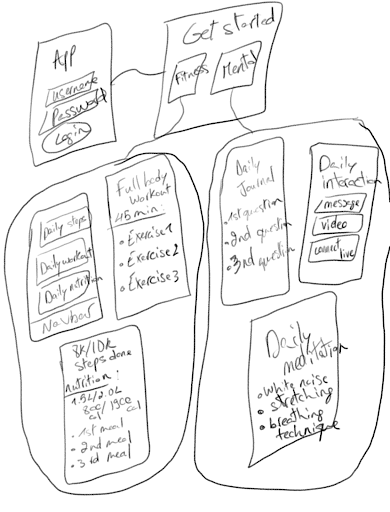 App
username
Password
Login
Get started
Fitness
Mental
Daily steps
Daily workout
Daily nutrition
Navbar
Full body
workout
45 min:
• Exercise 1
• Exercise 2
• Exercise 3
8k/10k
steps done
nutrition:
1.5L/2.0L
800/1900
cal cal
• 1st meal
• 2nd meal
• 3rd meal
Daily
Journal
• 1st question
• 2nd question
• 3rd question
Daily
interaction
message
video
connect live
Daily
meditation
• white noise
• stretching
• breathing
technique